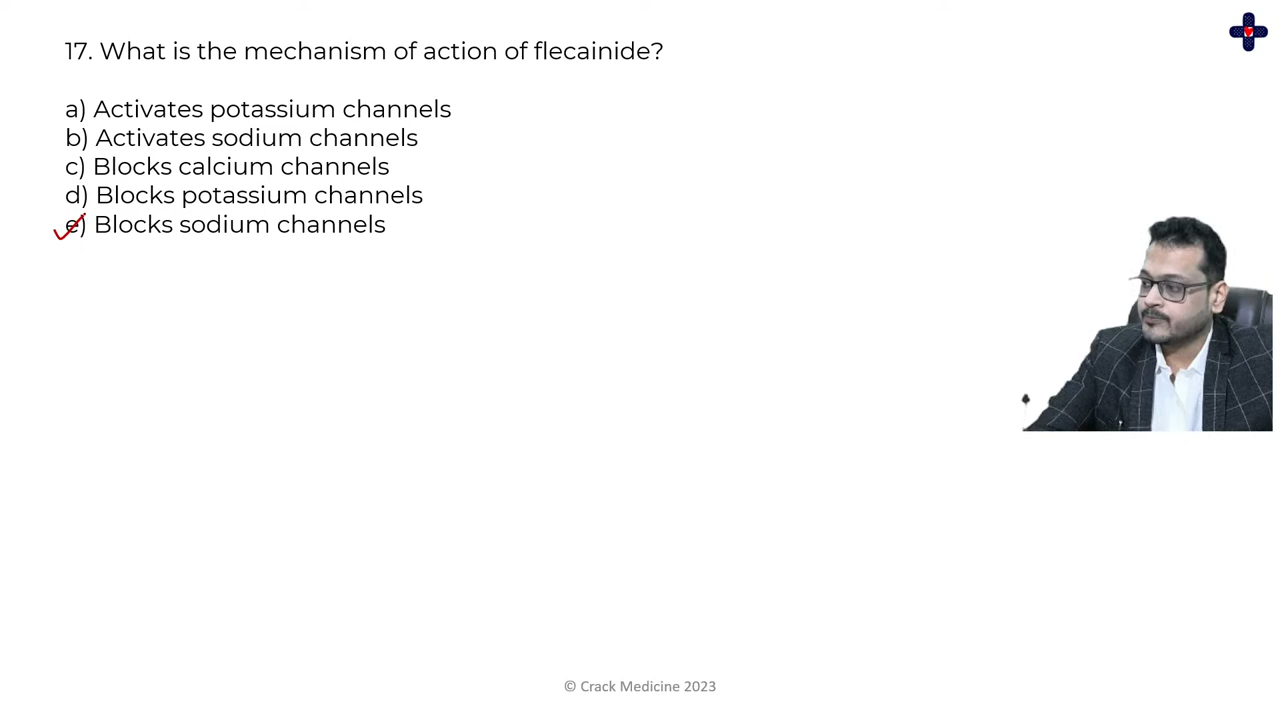 17. What is the mechanism of action of flecainide?
a) Activates potassium channels
b) Activates sodium channels
c) Blocks calcium channels
d) Blocks potassium channels
e) Blocks sodium channels
© Crack Medicine 2023